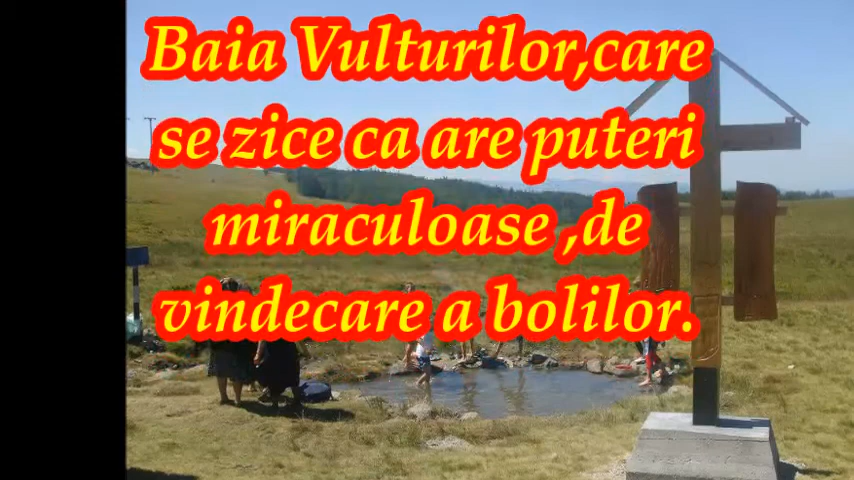 Baia Vulturilor,care
se zice ca are puteri
miraculoase ,de
vindecare a bolilor.